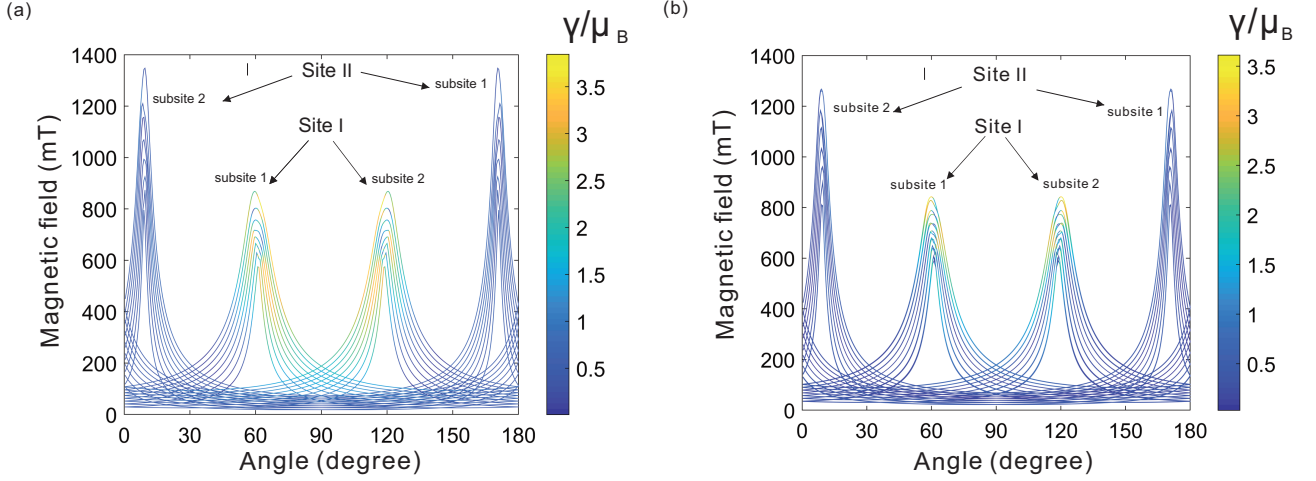 (a)
γ/μ B
1400
1200
1000
800
600
400
200
0
Magnetic field (mT)
0
30
60
90
120
150
180
Angle (degree)
I
Site II
subsite 2
subsite 1
Site I
subsite 1
subsite 2
3.5
3
2.5
2
1.5
1
0.5
(b)
γ/μ B
1400
1200
1000
800
600
400
200
0
Magnetic field (mT)
0
30
60
90
120
150
180
Angle (degree)
I
Site II
subsite 2
subsite 1
Site I
subsite 1
subsite 2
3.5
3
2.5
2
1.5
1
0.5